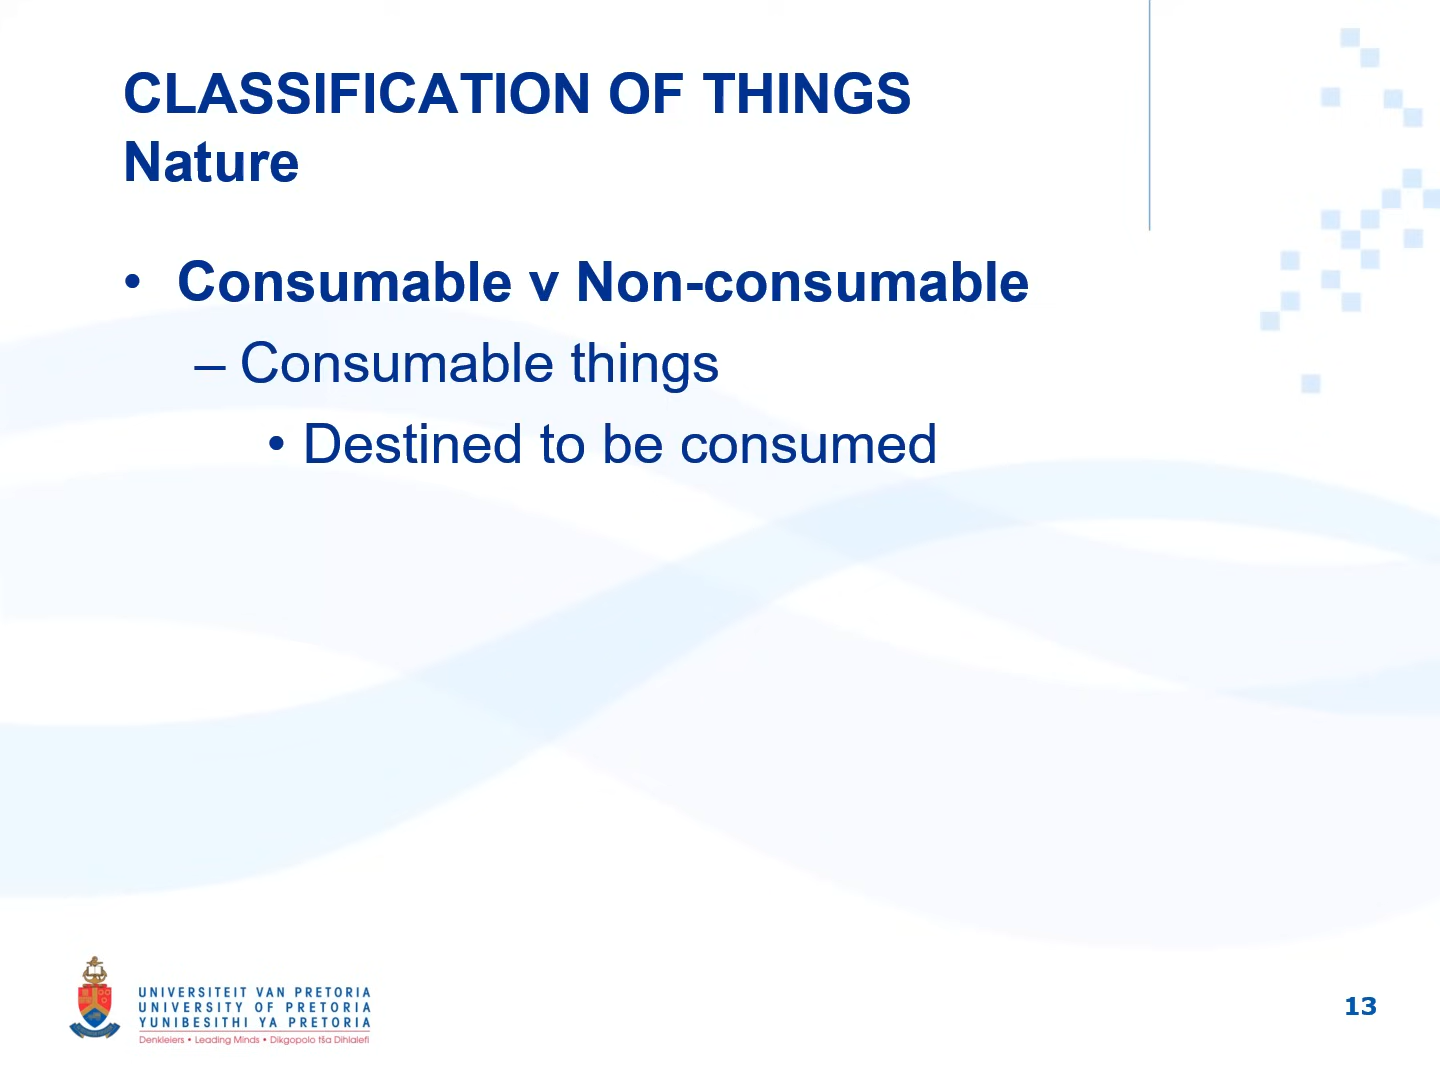 CLASSIFICATION OF THINGS
Nature
• Consumable v Non-consumable
– Consumable things
• Destined to be consumed
UNIVERSITEIT VAN PRETORIA
UNIVERSITY OF PRETORIA
YUNIBESITHI YA PRETORIA
Denkleiers • Leading Minds • Dikgopolo tša Dihlalefi
13